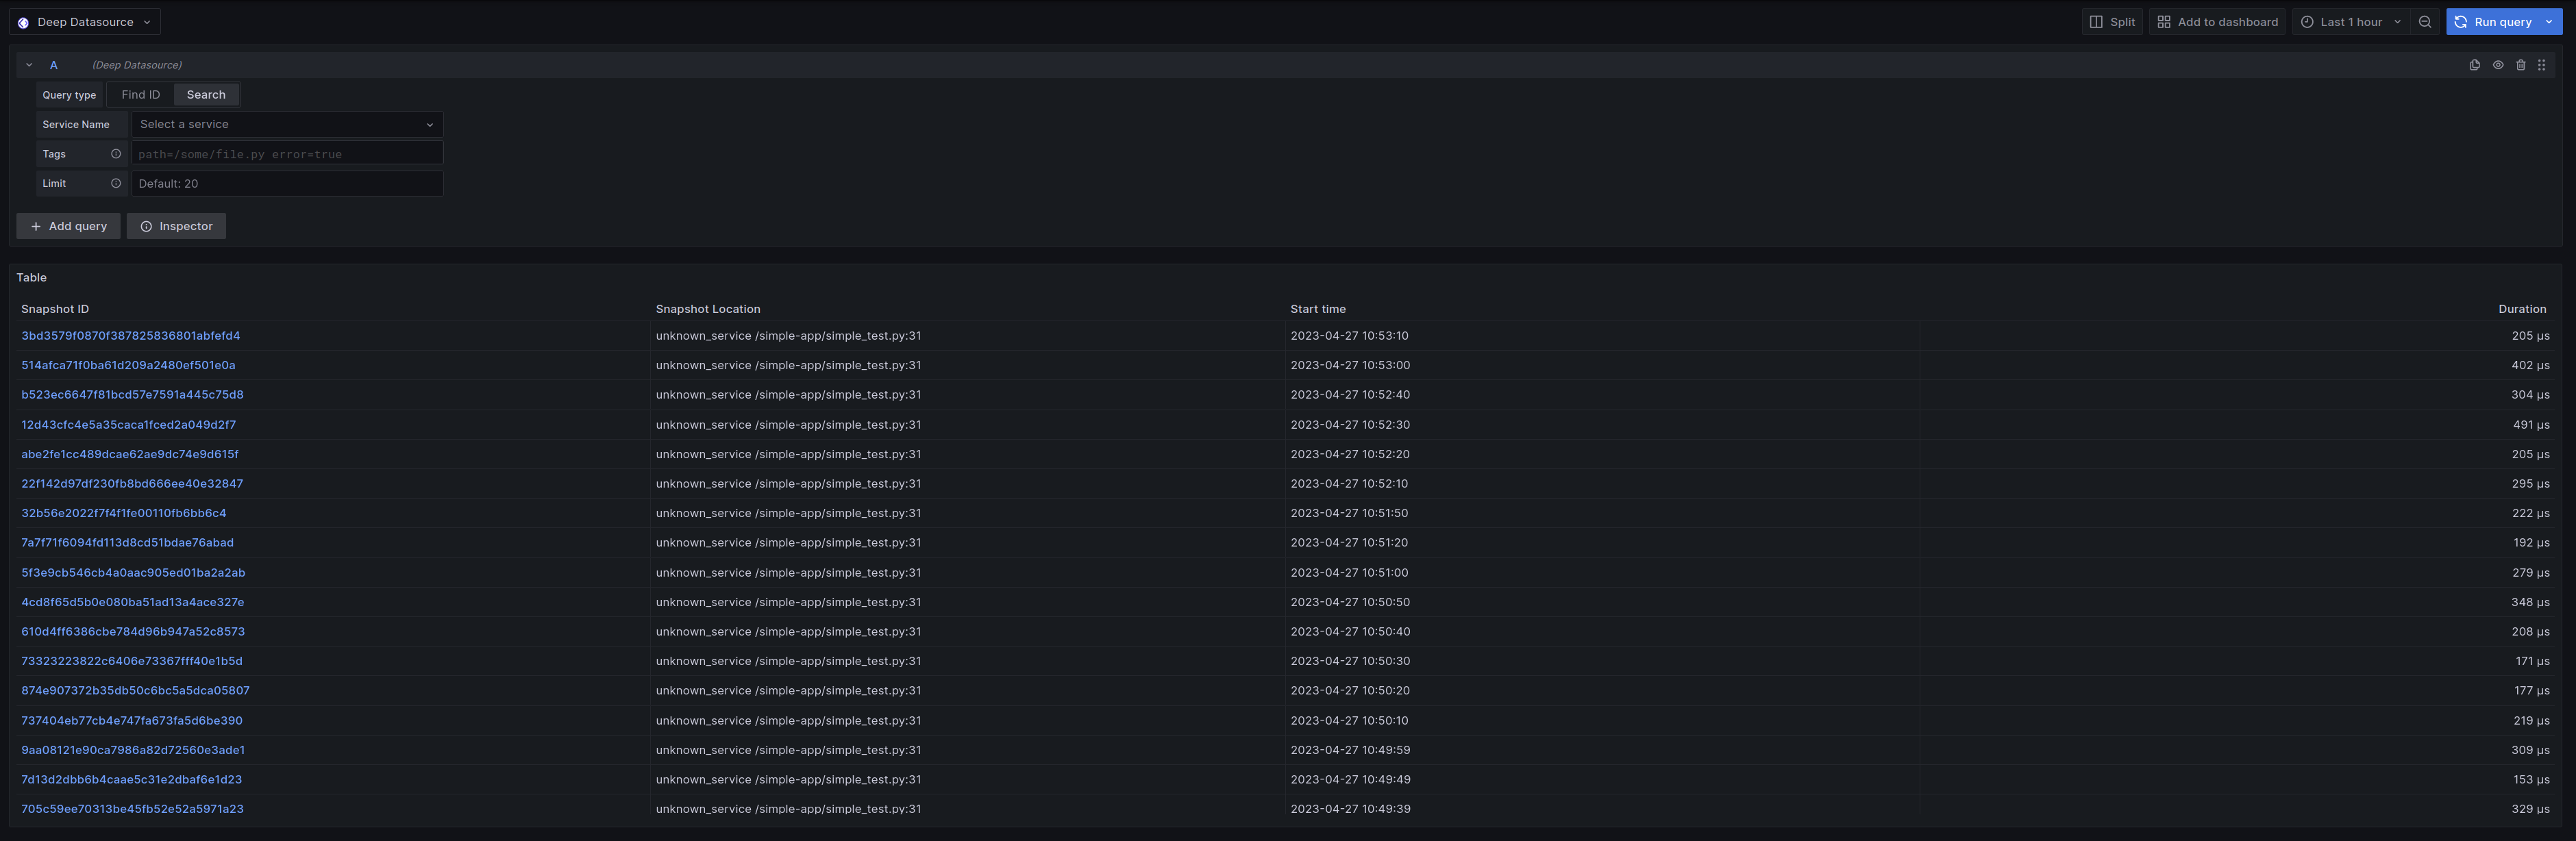 Deep Datasource Split Add to dashboard Last 1 hour Run query
A (Deep Datasource)
Query type Find ID Search
Service Name Select a service
Tags path=/some/file.py error=true
Limit Default: 20
Add query Inspector
Table
Snapshot ID Snapshot Location Start time Duration
3bd3579f0870f387825836801abfefd4 unknown_service /simple-app/simple_test.py:31 2023-04-27 10:53:10 205 µs
514afca71f0ba61d209a2480ef501e0a unknown_service /simple-app/simple_test.py:31 2023-04-27 10:53:00 402 µs
b523ec6647f81bcd57e7591a445c75d8 unknown_service /simple-app/simple_test.py:31 2023-04-27 10:52:40 304 µs
12d43cfc4e5a35caca1fced2a049d2f7 unknown_service /simple-app/simple_test.py:31 2023-04-27 10:52:30 491 µs
abe2fe1cc489dcae62ae9dc74e9d615f unknown_service /simple-app/simple_test.py:31 2023-04-27 10:52:20 205 µs
22f142d97df230fb8bd666ee40e32847 unknown_service /simple-app/simple_test.py:31 2023-04-27 10:52:10 295 µs
32b56e2022f7f4f1fe00110fb6bb6c4 unknown_service /simple-app/simple_test.py:31 2023-04-27 10:51:50 222 µs
7a7f71f6094fd113d8cd51bdae76abad unknown_service /simple-app/simple_test.py:31 2023-04-27 10:51:20 192 µs
5f3e9cb546cb4a0aac905ed01ba2a2ab unknown_service /simple-app/simple_test.py:31 2023-04-27 10:51:00 279 µs
4cd8f65d5b0e080ba51ad13a4ace327e unknown_service /simple-app/simple_test.py:31 2023-04-27 10:50:50 348 µs
610d4ff6386cbe784d96b947a52c8573 unknown_service /simple-app/simple_test.py:31 2023-04-27 10:50:40 208 µs
73323223822c6406e73367fff40e1b5d unknown_service /simple-app/simple_test.py:31 2023-04-27 10:50:30 171 µs
874e907372b35db50c6bc5a5dca05807 unknown_service /simple-app/simple_test.py:31 2023-04-27 10:50:20 177 µs
737404eb77cb4e747fa673fa5d6be390 unknown_service /simple-app/simple_test.py:31 2023-04-27 10:50:10 219 µs
9aa08121e90ca7986a82d72560e3ade1 unknown_service /simple-app/simple_test.py:31 2023-04-27 10:49:59 309 µs
7d13d2dbb6b4caae5c31e2dbaf6e1d23 unknown_service /simple-app/simple_test.py:31 2023-04-27 10:49:49 153 µs
705c59ee70313be45fb52e52a5971a23 unknown_service /simple-app/simple_test.py:31 2023-04-27 10:49:39 329 µs